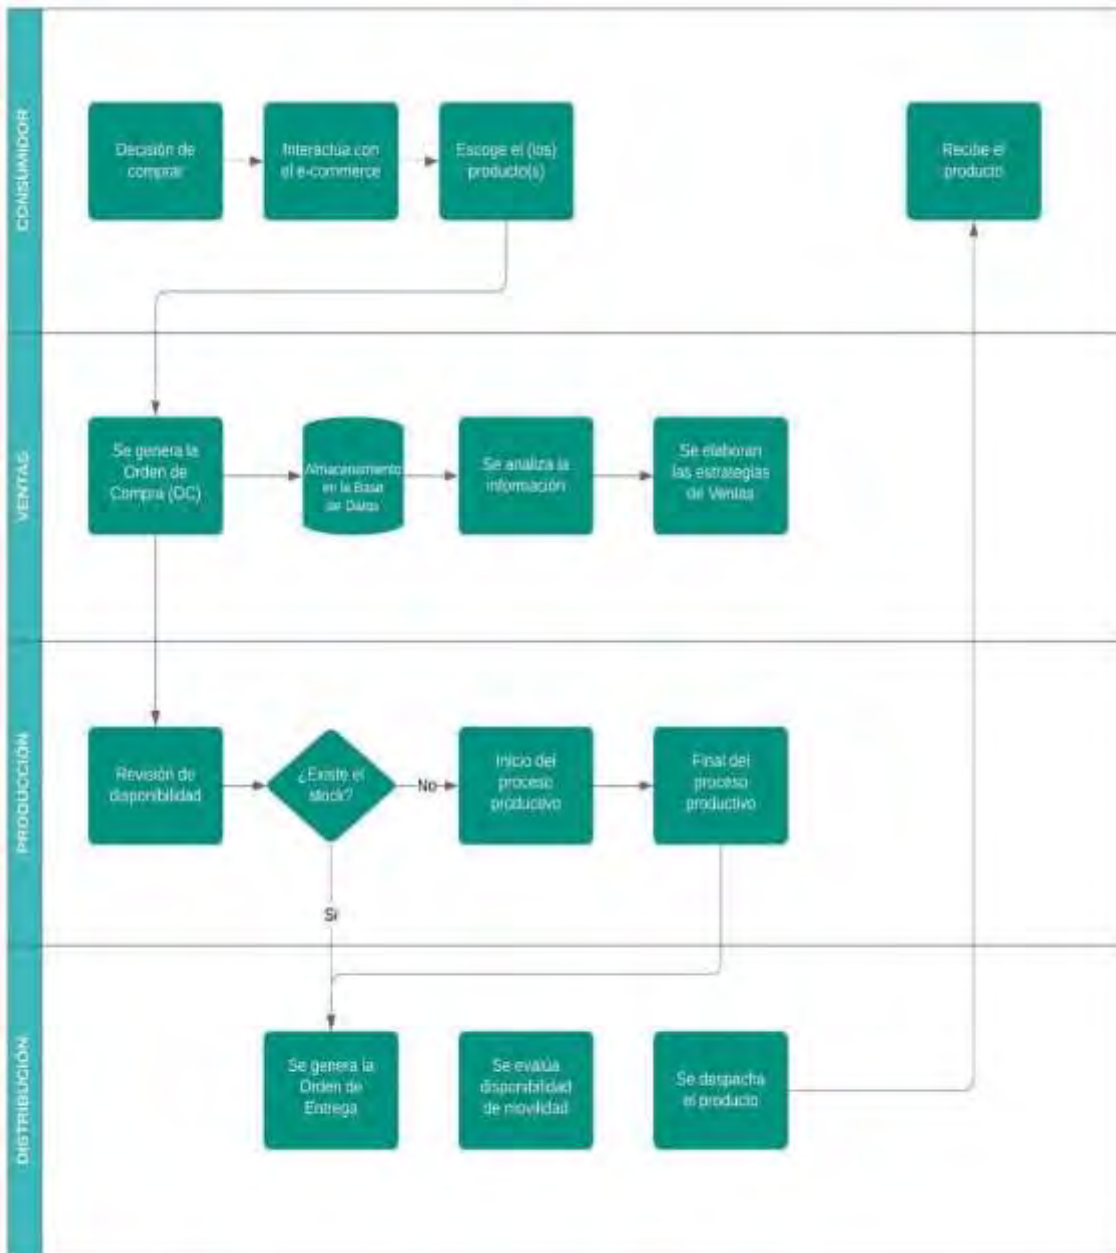 CONSUMIDOR
Decisión de
comprar
Interactúa con
el e-commerce
Escoge el (los)
producto(s)
Recibe el
producto
VENTAS
Se genera la
Orden de
Compra (OC)
Almacenamiento
en la Base
de Datos
Se analiza la
información
Se elaboran
las estrategias
de Ventas
PRODUCCIÓN
Revisión de
disponibilidad
¿Existe el
stock?
No
Inicio del
proceso
productivo
Final del
proceso
productivo
Si
DISTRIBUCIÓN
Se genera la
Orden de
Entrega
Se evalúa
disponibilidad
de movilidad
Se despacha
el producto